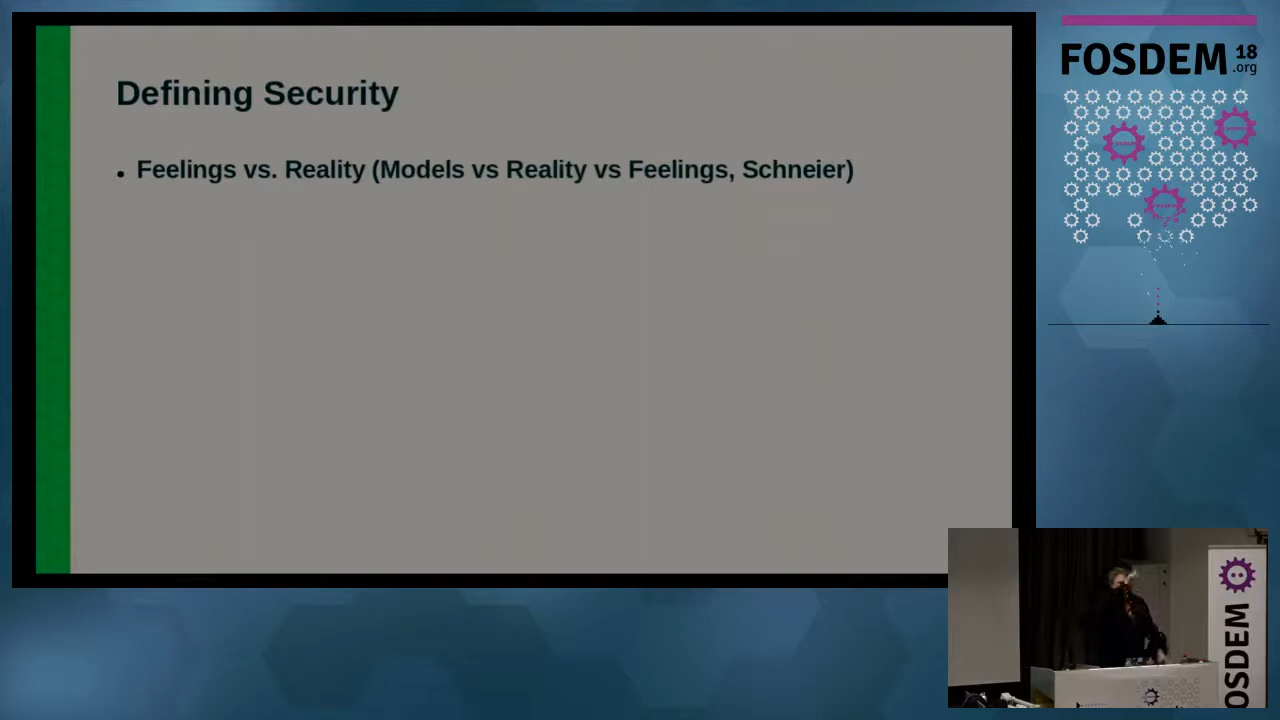 Defining Security
• Feelings vs. Reality (Models vs Reality vs Feelings, Schneier)
FOSDEM 18
.org
FOSDEM